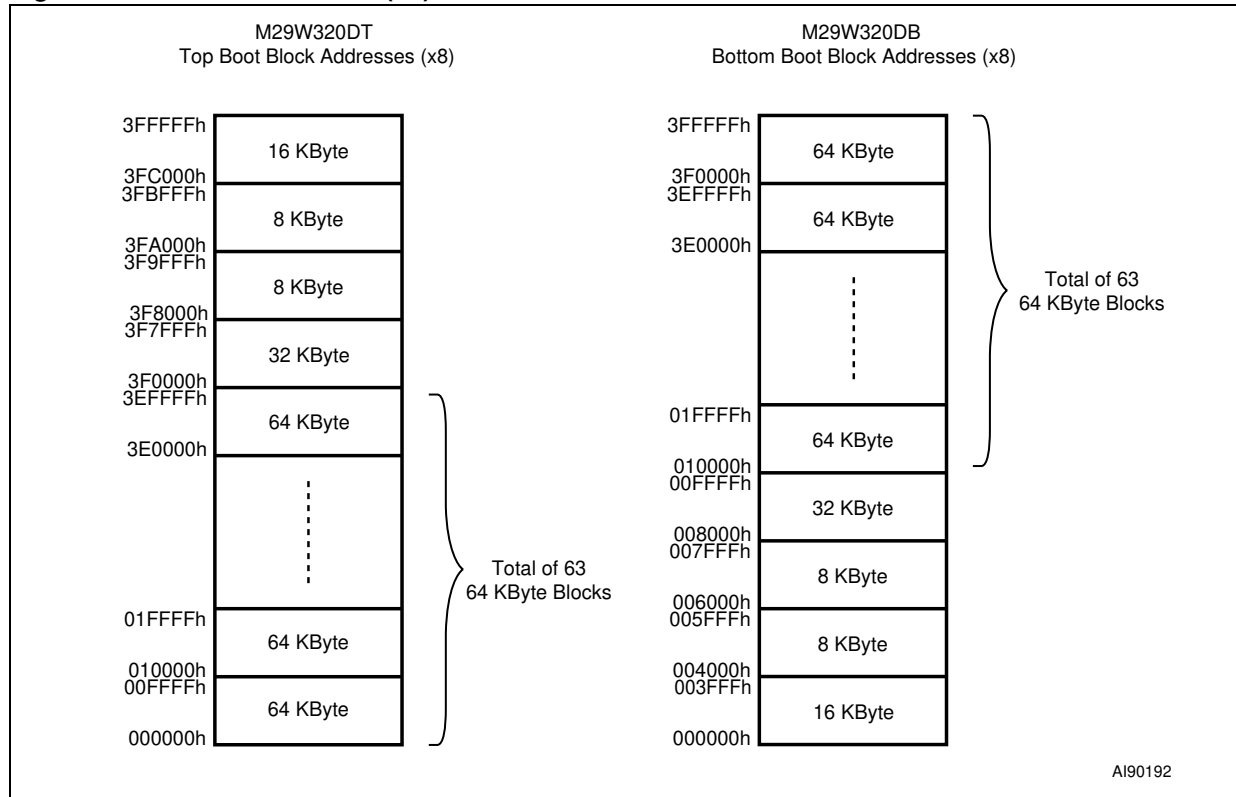 M29W320DT
Top Boot Block Addresses (x8)
3FFFFFh
16 KByte
3FC000h
3FBFFFh
8 KByte
3FA000h
3F9FFFh
8 KByte
3F8000h
3F7FFFh
32 KByte
3F0000h
3EFFFFh
64 KByte
3E0000h
Total of 63
64 KByte Blocks
01FFFFh
64 KByte
010000h
00FFFFh
64 KByte
000000h
M29W320DB
Bottom Boot Block Addresses (x8)
3FFFFFh
64 KByte
3F0000h
3EFFFFh
64 KByte
3E0000h
Total of 63
64 KByte Blocks
01FFFFh
64 KByte
010000h
00FFFFh
32 KByte
008000h
007FFFh
8 KByte
006000h
005FFFh
8 KByte
004000h
003FFFh
16 KByte
000000h
AI90192